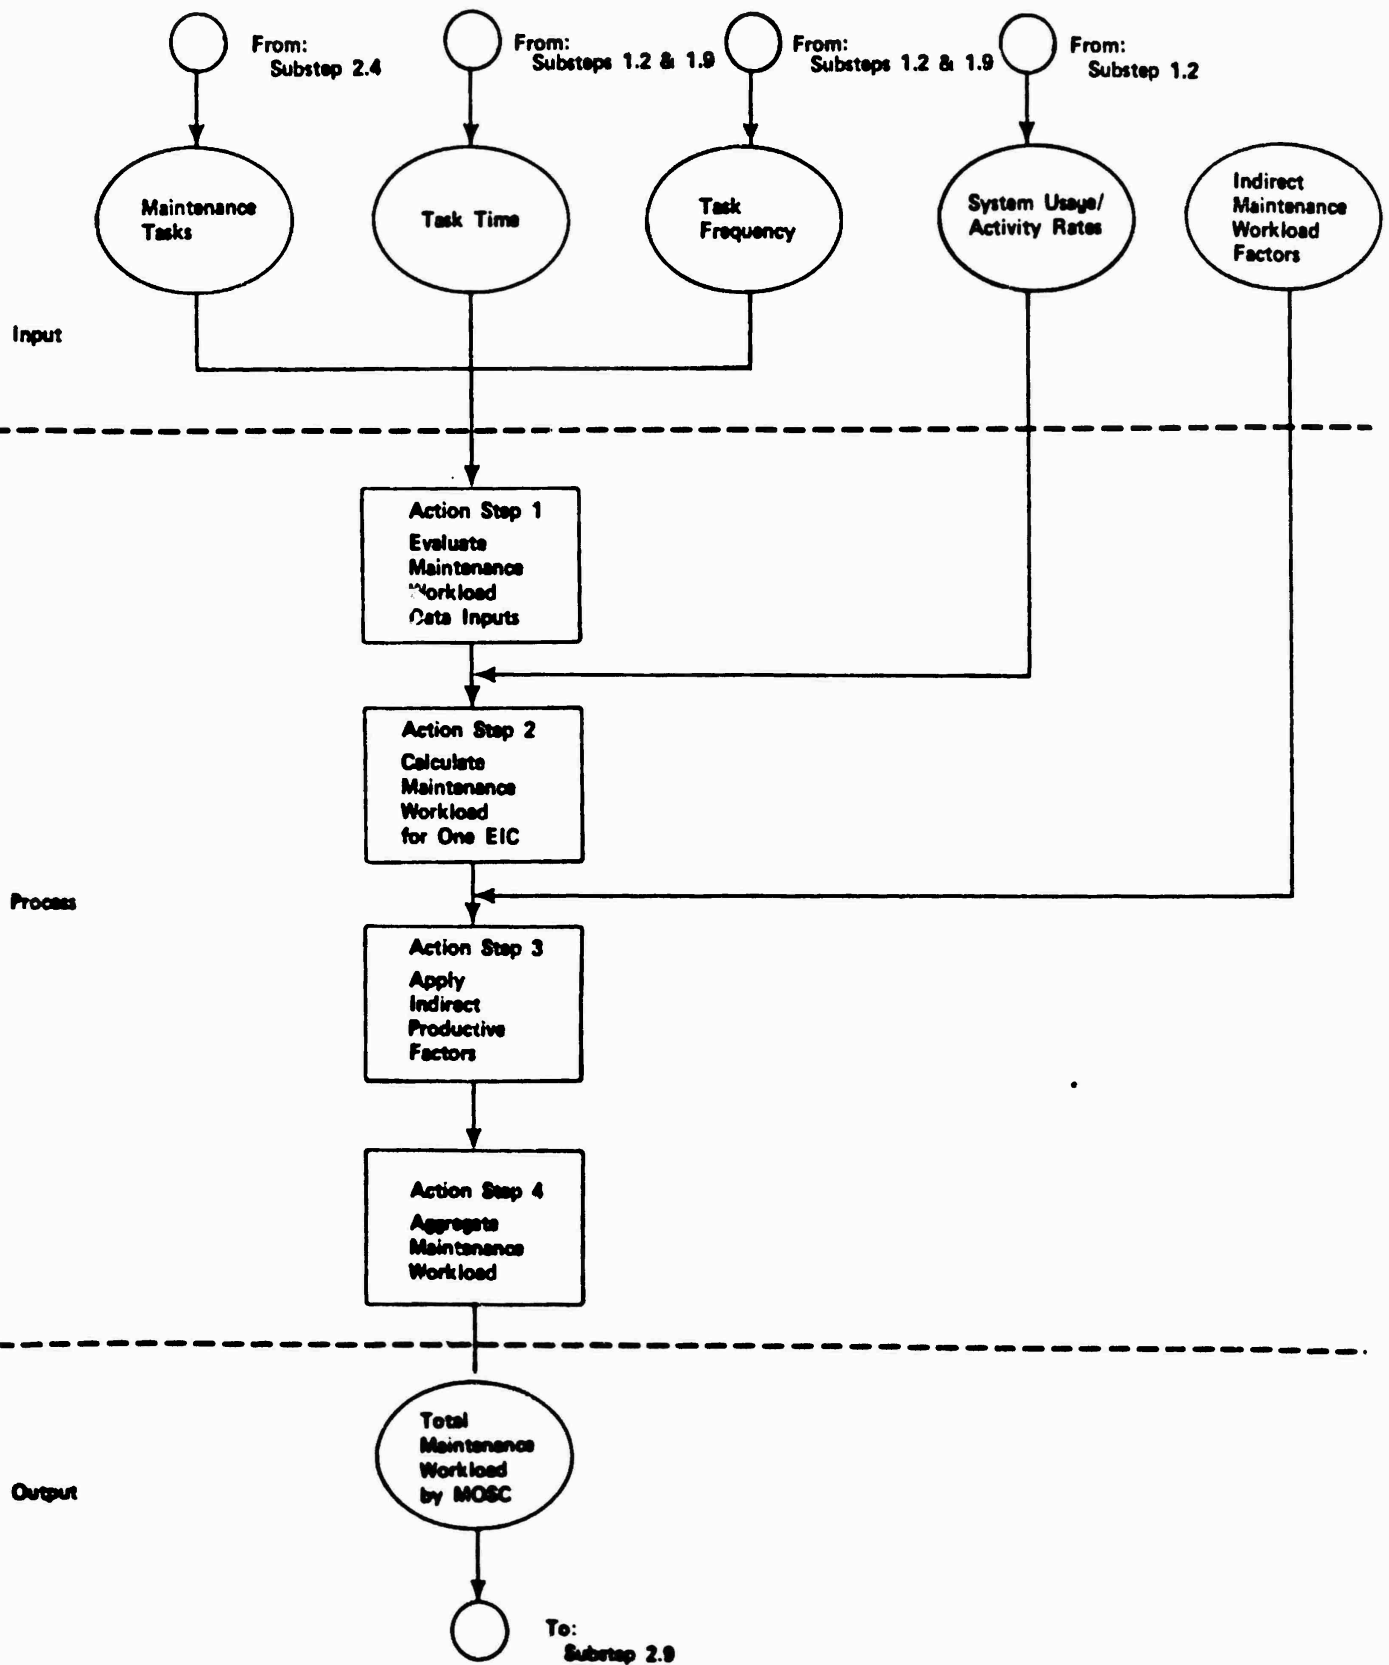 From:
Substep 2.4
From:
Substeps 1.2 & 1.9
From:
Substeps 1.2 & 1.9
From:
Substep 1.2
Maintenance
Tasks
Task Time
Task
Frequency
System Usage/
Activity Rates
Indirect
Maintenance
Workload
Factors
Input
Action Step 1
Evaluate
Maintenance
Workload
Data Inputs
Action Step 2
Calculate
Maintenance
Workload
for One EIC
Process
Action Step 3
Apply
Indirect
Productive
Factors
Action Step 4
Aggregate
Maintenance
Workload
Total
Maintenance
Workload
by MOSC
Output
To:
Substep 2.9